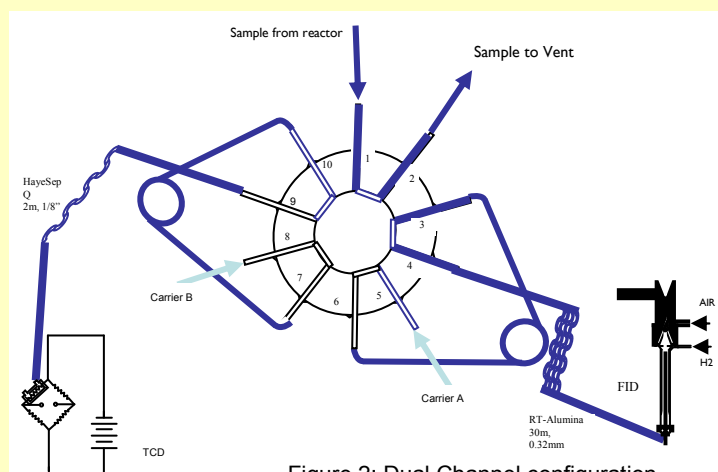 Sample from reactor
Sample to Vent
10
1
2
HayeSep
Q
2m, 1/8"
9
3
8
4
7
5
6
Carrier B
Carrier A
AIR
H2
FID
RT-Alumina
30m,
0.32mm
TCD
Figure 2: Dual Channel configuration